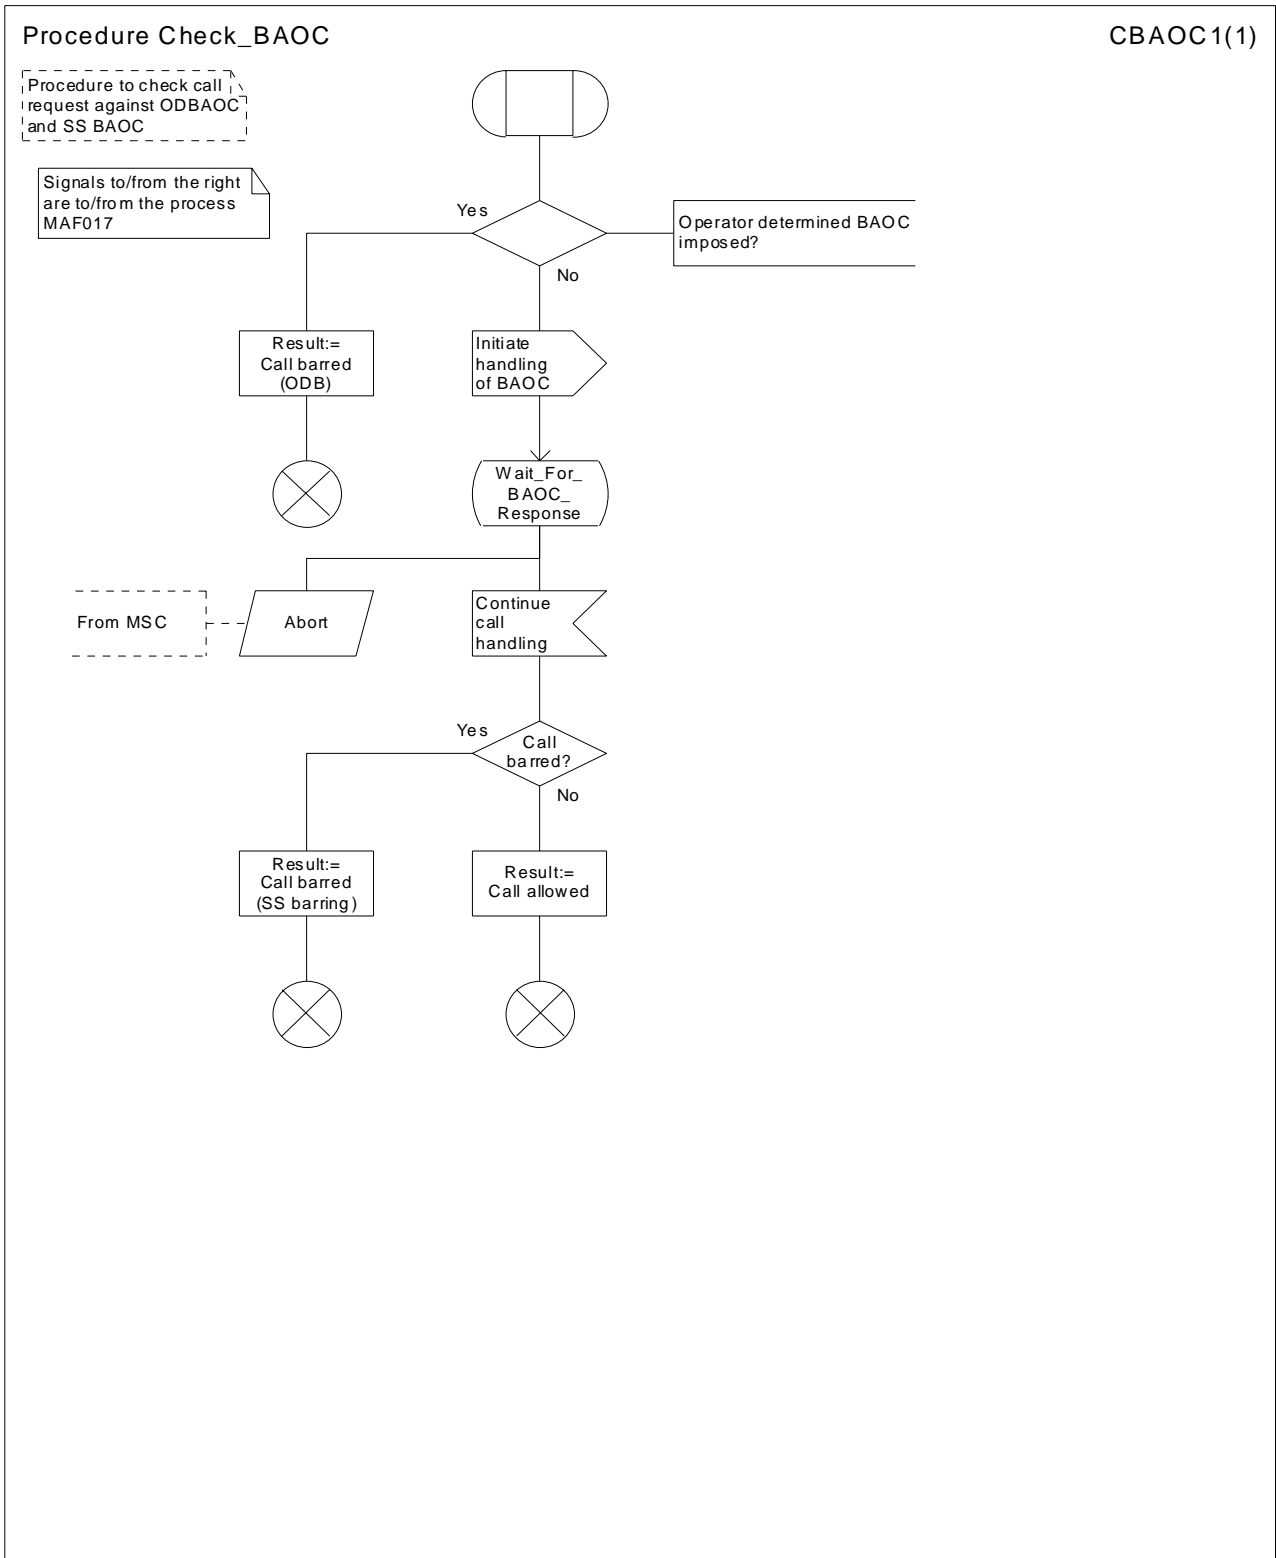 Procedure Check_BAOC
CBAOC1(1)
Procedure to check call
request against ODBAOC
and SS BAOC
Signals to/from the right
are to/from the process
MAF017
Yes
Operator determined BAOC
imposed?
No
Result:=
Call barred
(ODB)
Initiate
handling
of BAOC
Wait_For_
BAOC_
Response
From MSC
Abort
Continue
call
handling
Yes
Call
barred?
No
Result:=
Call barred
(SS barring)
Result:=
Call allowed